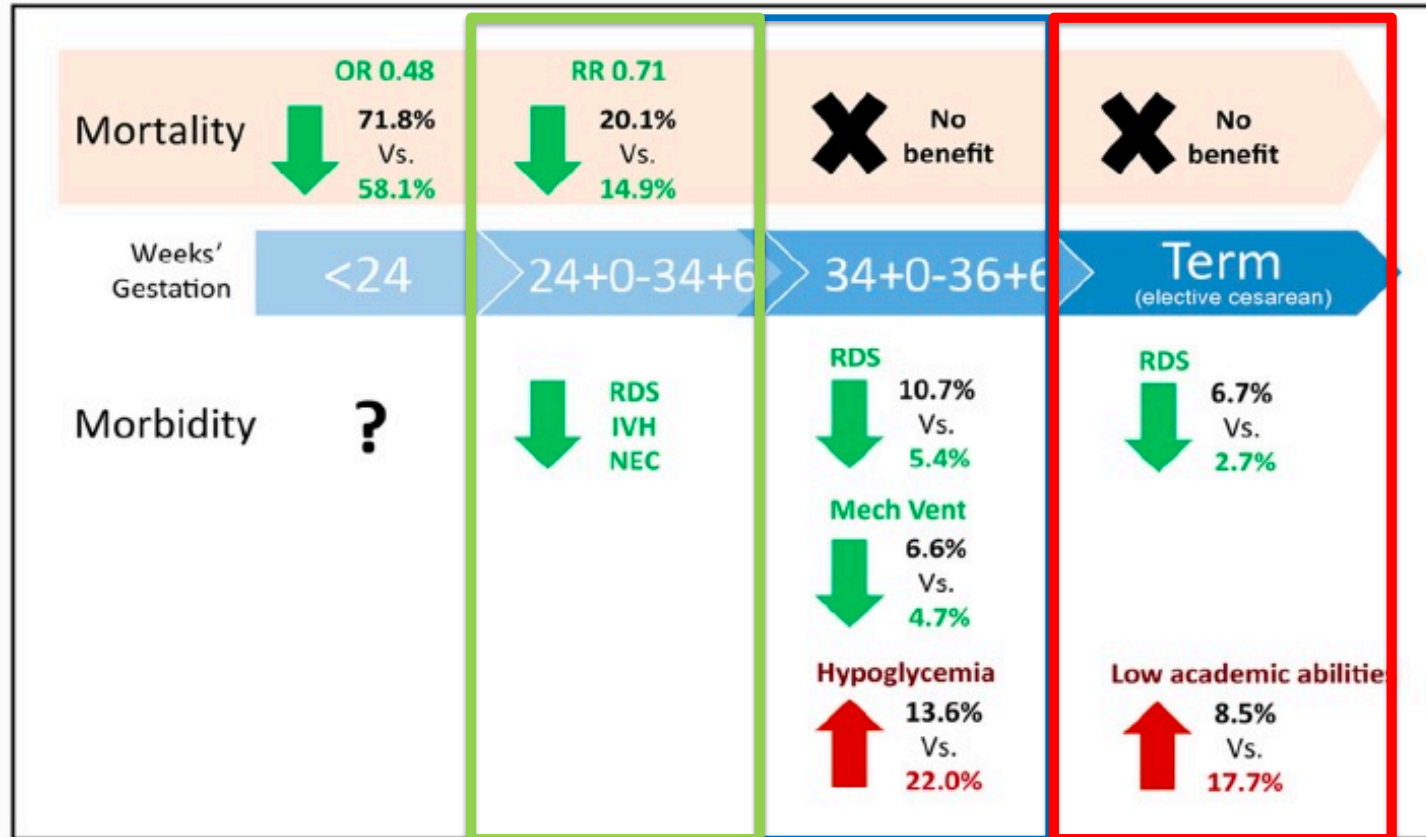 OR 0.48
RR 0.71
Mortality
71.8%
Vs.
58.1%
20.1%
Vs.
14.9%
No
benefit
No
benefit
Weeks'
Gestation
<24
24+0-34+6
34+0-36+6
Term
(elective cesarean)
Morbidity
?
RDS
IVH
NEC
RDS
10.7%
Vs.
5.4%
Mech Vent
6.6%
Vs.
4.7%
Hypoglycemia
13.6%
Vs.
22.0%
RDS
6.7%
Vs.
2.7%
Low academic abilities
8.5%
Vs.
17.7%